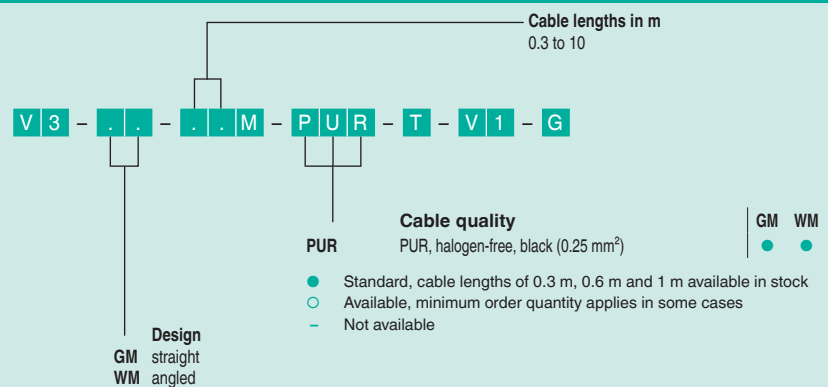 Cable lengths in m
0.3 to 10
V3 – .. – ..M – PUR – T – V1 – G
Cable quality GM WM
PUR PUR, halogen-free, black (0.25 mm²) ● ●
● Standard, cable lengths of 0.3 m, 0.6 m and 1 m available in stock
○ Available, minimum order quantity applies in some cases
– Not available
Design
GM straight
WM angled